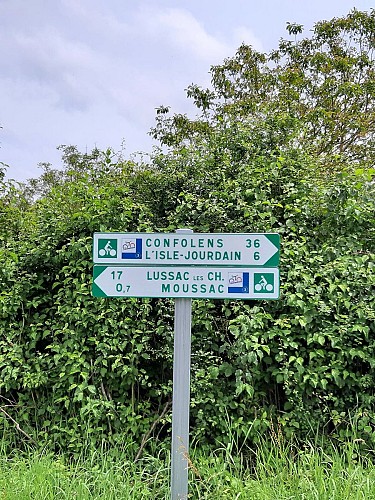 CONFOLENS 36
L'ISLE-JOURDAIN 6
17 LUSSAC LES CH.
0,7 MOUSSAC